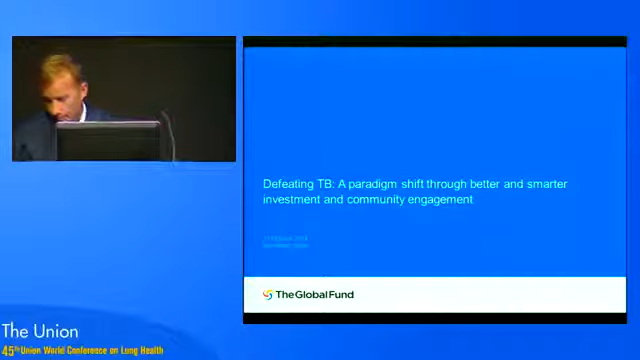 Defeating TB: A paradigm shift through better and smarter
investment and community engagement
The Global Fund
The Union
45th Union World Conference on Lung Health